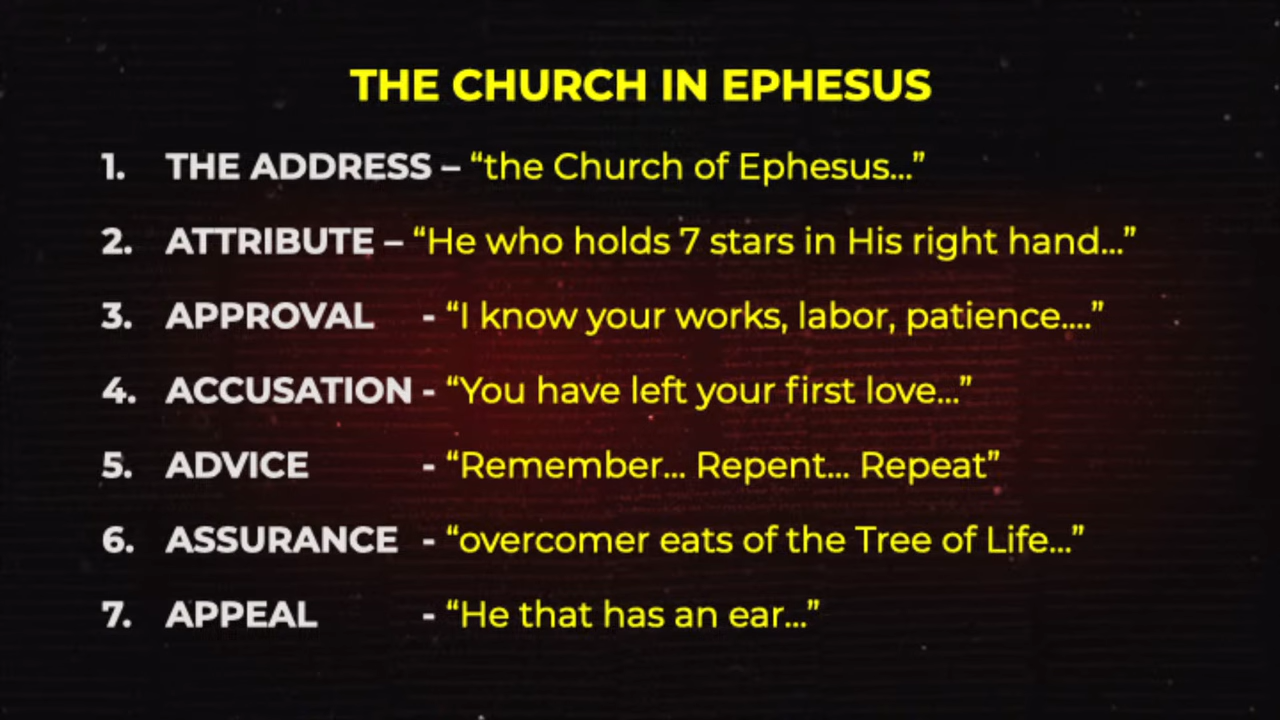 THE CHURCH IN EPHESUS
1. THE ADDRESS – “the Church of Ephesus...”
2. ATTRIBUTE – “He who holds 7 stars in His right hand...”
3. APPROVAL - “I know your works, labor, patience....”
4. ACCUSATION - “You have left your first love...”
5. ADVICE - “Remember... Repent... Repeat”
6. ASSURANCE - “overcomer eats of the Tree of Life...”
7. APPEAL - “He that has an ear...”